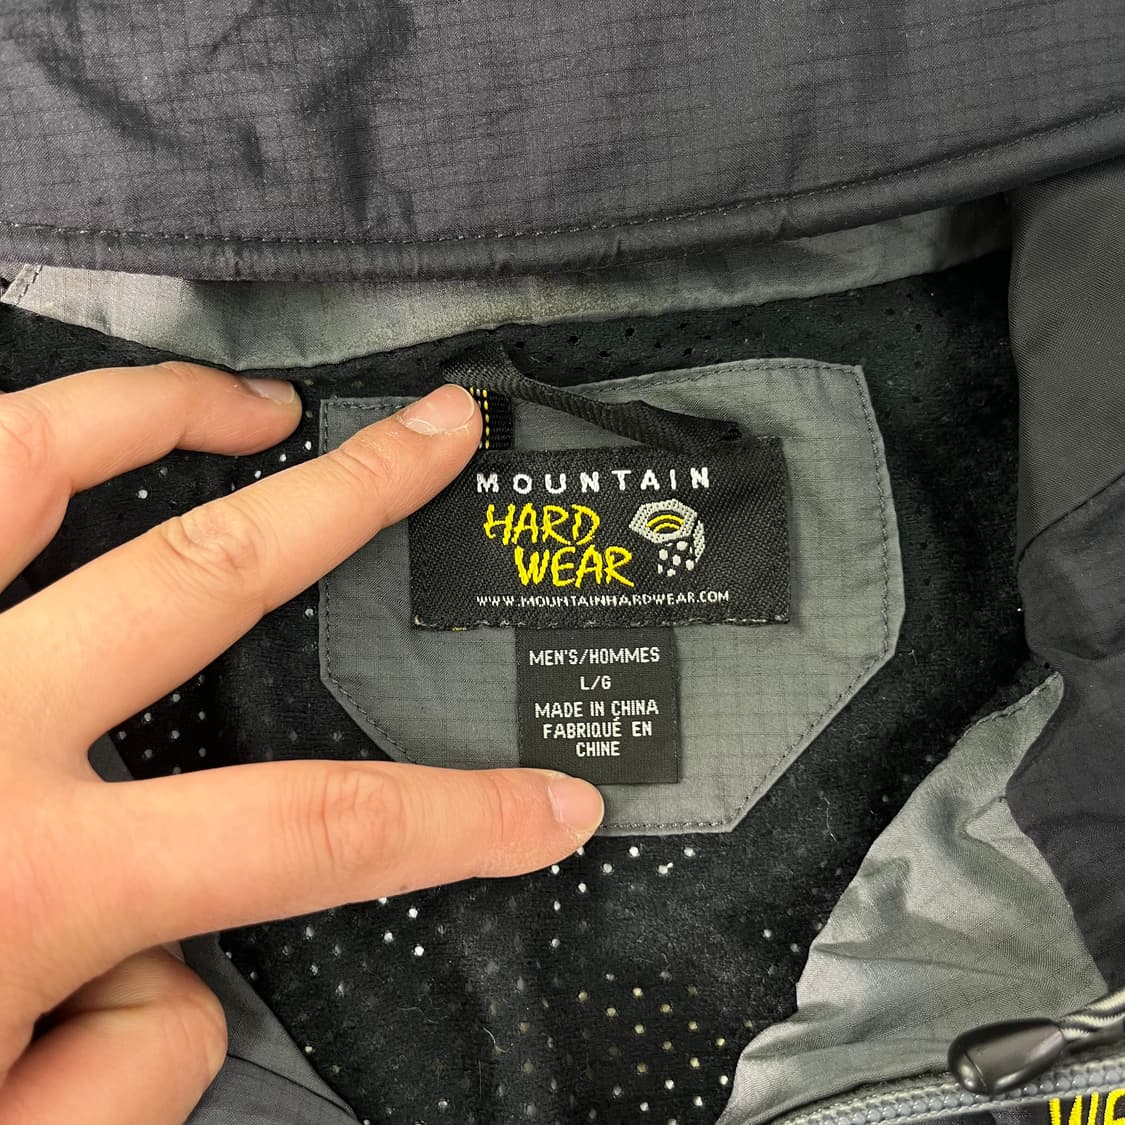 MOUNTAIN
HARD
WEAR
WWW.MOUNTAINHARDWEAR.COM
MEN'S/HOMMES
L/G
MADE IN CHINA
FABRIQUÉ EN
CHINE